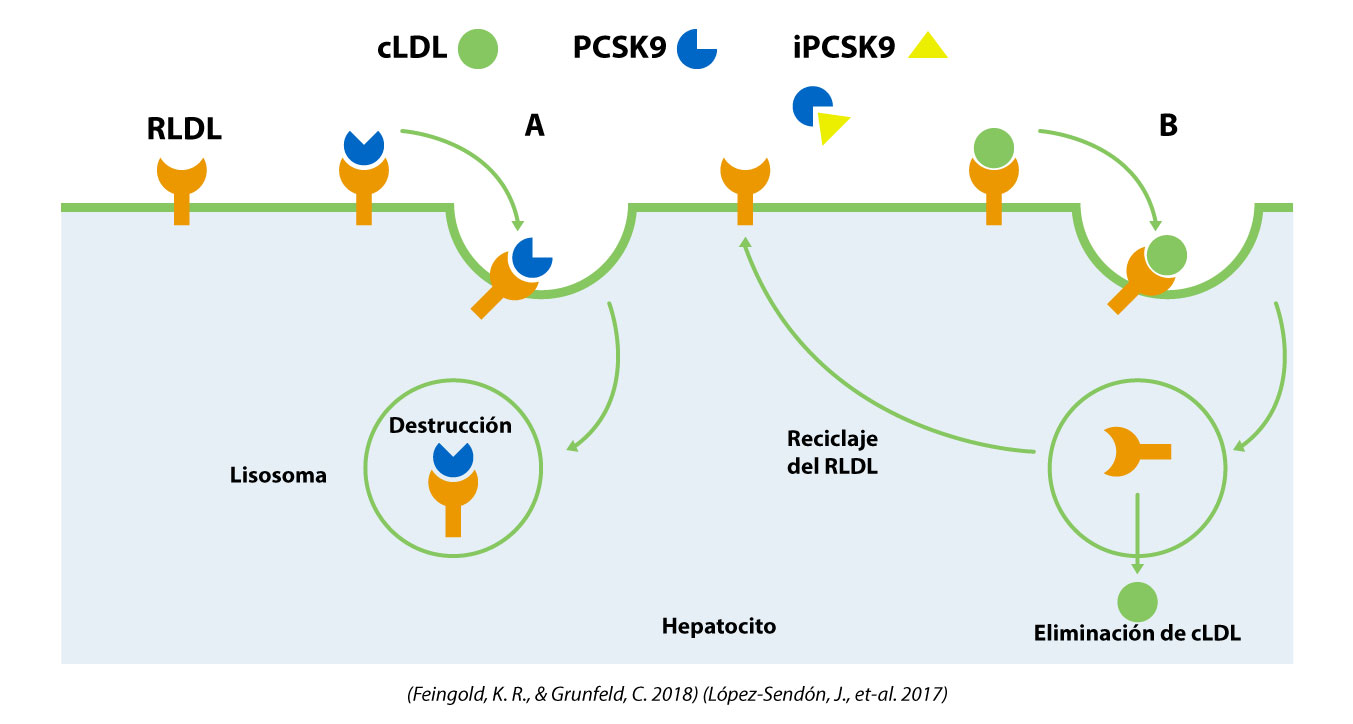 cLDL
PCSK9
iPCSK9
RLDL
A
B
Destrucción
Lisosoma
Reciclaje
del RLDL
Hepatocito
Eliminación de cLDL
(Feingold, K. R., & Grunfeld, C. 2018) (López-Sendón, J., et-al. 2017)